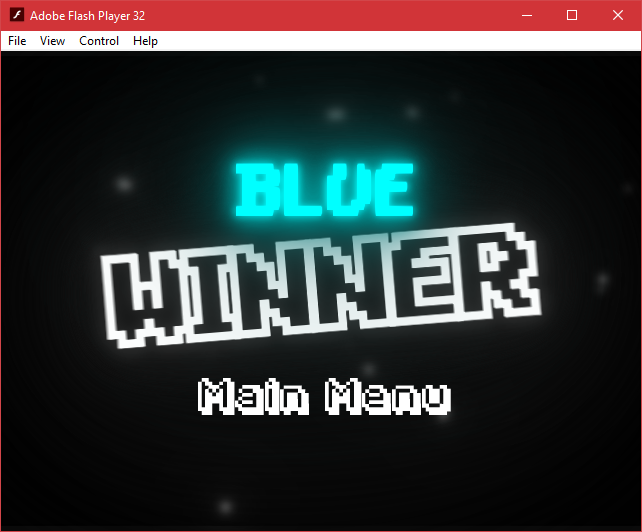 Adobe Flash Player 32
File View Control Help
BLUE
WINNER
Main Menu